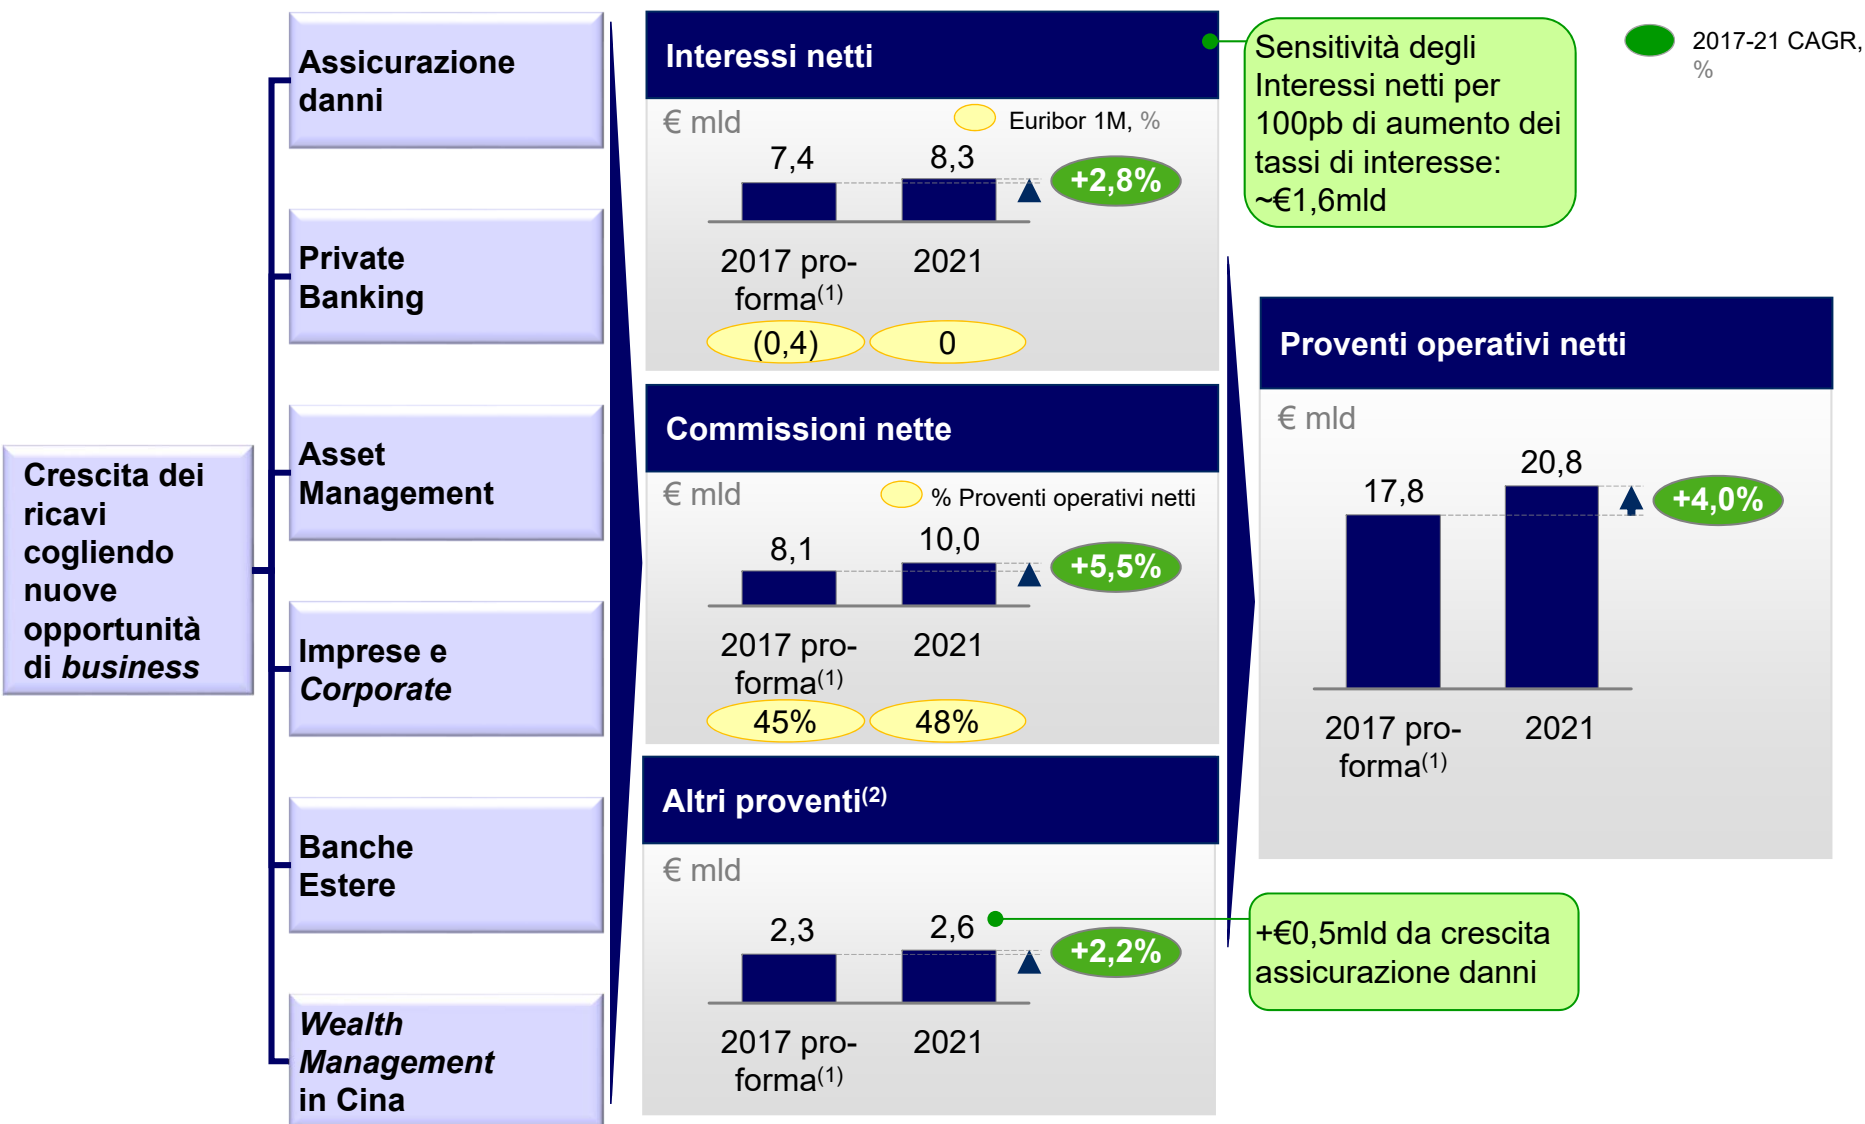 Crescita dei
ricavi
cogliendo
nuove
opportunità
di business
Assicurazione
danni
Private
Banking
Asset
Management
Imprese e
Corporate
Banche
Estere
Wealth
Management
in Cina
Interessi netti
€ mld
Euribor 1M, %
7,4
8,3
+2,8%
2017 pro-
forma(1)
2021
(0,4)
0
Commissioni nette
€ mld
% Proventi operativi netti
8,1
10,0
+5,5%
2017 pro-
forma(1)
2021
45%
48%
Altri proventi(2)
€ mld
2,3
2,6
+2,2%
2017 pro-
forma(1)
2021
Sensitività degli
Interessi netti per
100pb di aumento dei
tassi di interesse:
~€1,6mld
2017-21 CAGR,
%
Proventi operativi netti
€ mld
17,8
20,8
+4,0%
2017 pro-
forma(1)
2021
+€0,5mld da crescita
assicurazione danni